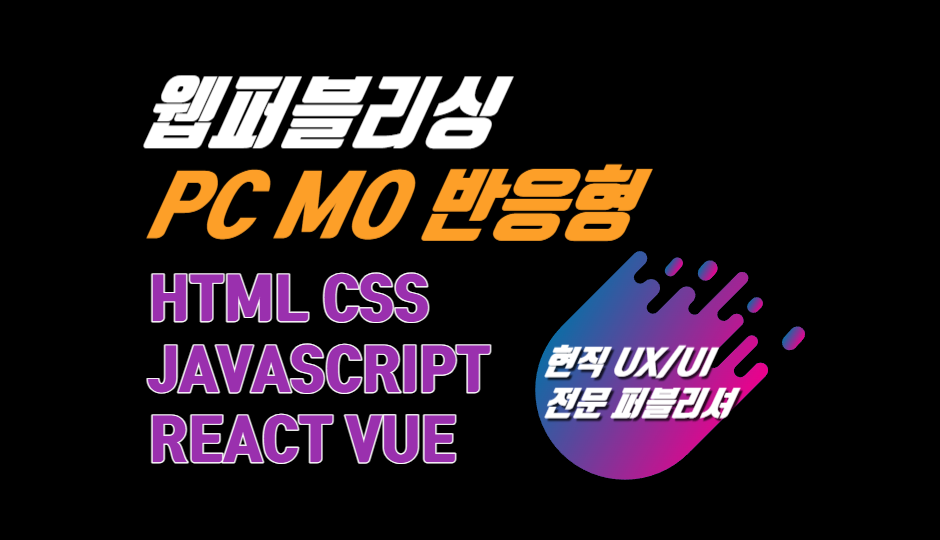 웹퍼블리싱
PC MO 반응형
HTML CSS
JAVASCRIPT
REACT VUE
현직 UX/UI
전문 퍼블리셔